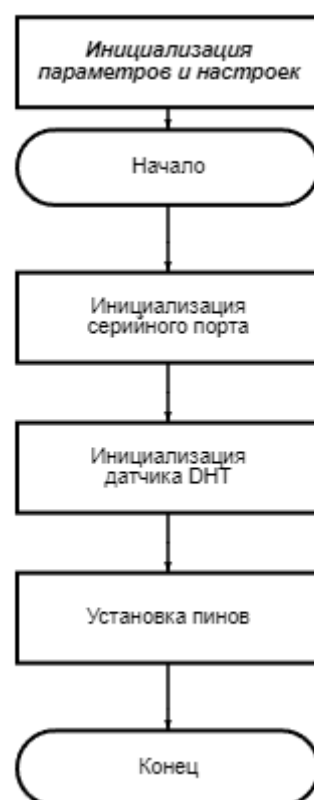 Инициализация
параметров и настроек
Начало
Инициализация
серийного порта
Инициализация
датчика DHT
Установка пинов
Конец